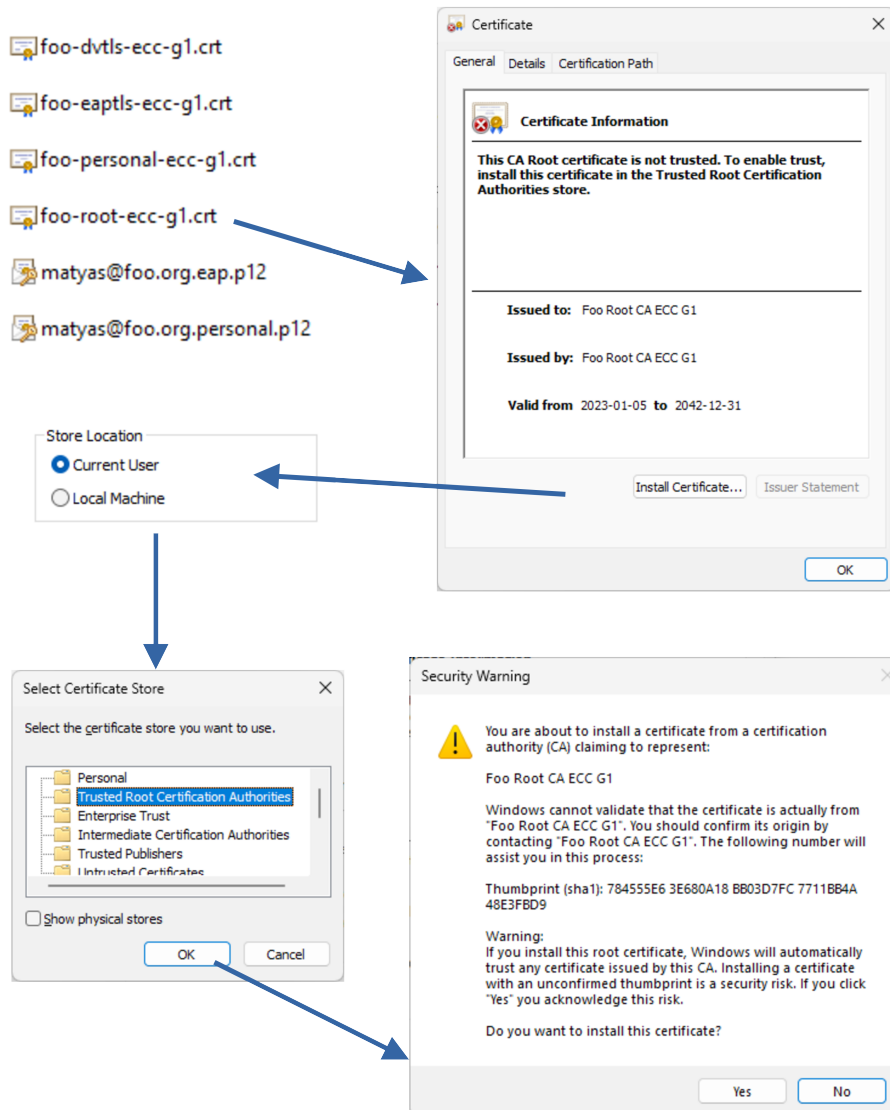 foo-dvtls-ecc-g1.crt
foo-eaptls-ecc-g1.crt
foo-personal-ecc-g1.crt
foo-root-ecc-g1.crt
matyas@foo.org.eap.p12
matyas@foo.org.personal.p12
Certificate
General Details Certification Path
Certificate Information
This CA Root certificate is not trusted. To enable trust,
install this certificate in the Trusted Root Certification
Authorities store.
Issued to: Foo Root CA ECC G1
Issued by: Foo Root CA ECC G1
Valid from 2023-01-05 to 2042-12-31
Install Certificate... Issuer Statement
OK
Store Location
Current User
Local Machine
Select Certificate Store
Select the certificate store you want to use.
Personal
Trusted Root Certification Authorities
Enterprise Trust
Intermediate Certification Authorities
Trusted Publishers
Untrusted Certificates
Show physical stores
OK Cancel
Security Warning
You are about to install a certificate from a certification
authority (CA) claiming to represent:
Foo Root CA ECC G1
Windows cannot validate that the certificate is actually from
"Foo Root CA ECC G1". You should confirm its origin by
contacting "Foo Root CA ECC G1". The following number will
assist you in this process:
Thumbprint (sha1): 784555E6 3E680A18 BB03D7FC 7711BB4A
48E3FBD9
Warning:
If you install this root certificate, Windows will automatically
trust any certificate issued by this CA. Installing a certificate
with an unconfirmed thumbprint is a security risk. If you click
"Yes" you acknowledge this risk.
Do you want to install this certificate?
Yes No